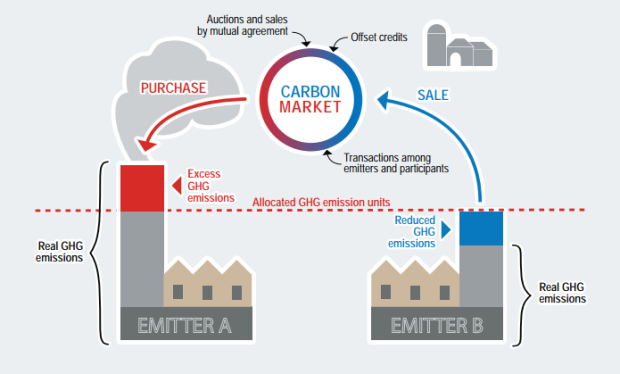 Auctions and sales
by mutual agreement
Offset credits
PURCHASE
CARBON
MARKET
SALE
Transactions among
emitters and participants
Excess
GHG
emissions
Allocated GHG emission units
Reduced
GHG
emissions
Real GHG
emissions
Real GHG
emissions
EMITTER A
EMITTER B